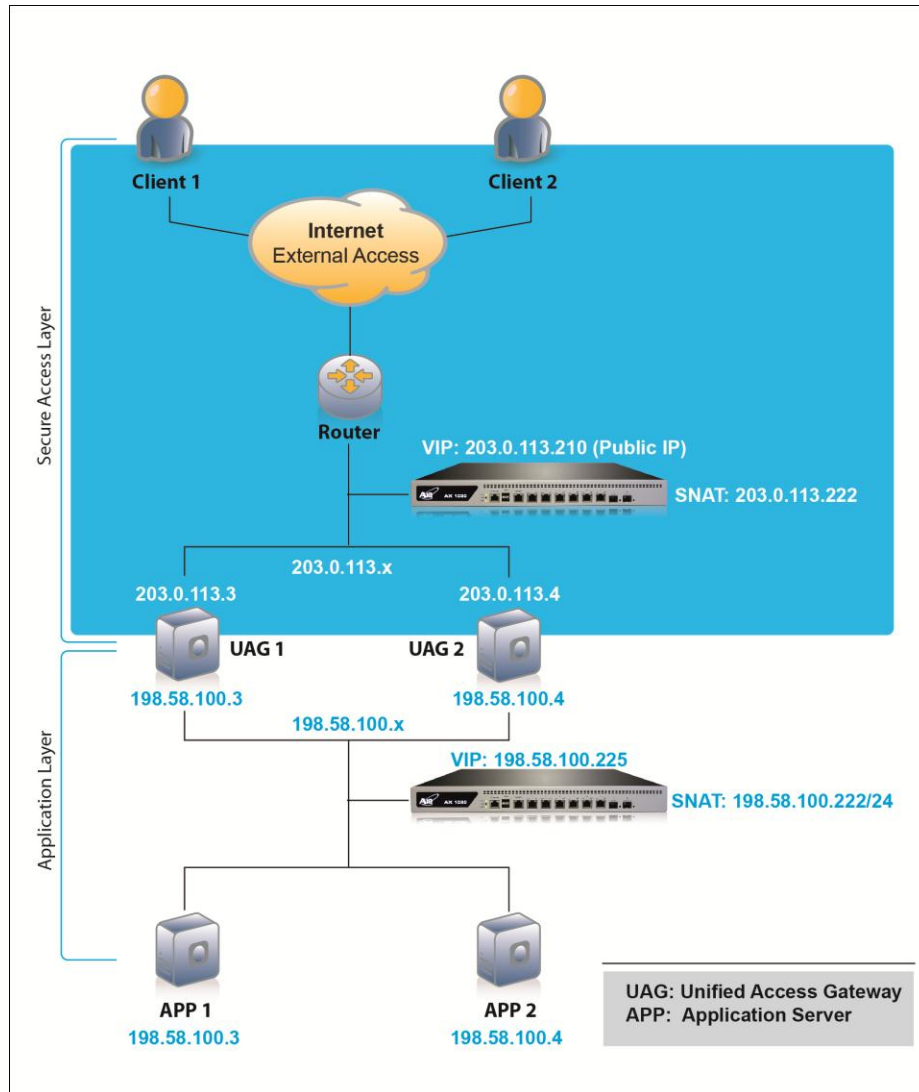 Client 1
Client 2
Internet
External Access
Secure Access Layer
Router
VIP: 203.0.113.210 (Public IP)
SNAT: 203.0.113.222
203.0.113.x
203.0.113.3
203.0.113.4
UAG 1
UAG 2
198.58.100.3
198.58.100.4
198.58.100.x
Application Layer
VIP: 198.58.100.225
SNAT: 198.58.100.222/24
APP 1
198.58.100.3
APP 2
198.58.100.4
UAG: Unified Access Gateway
APP: Application Server